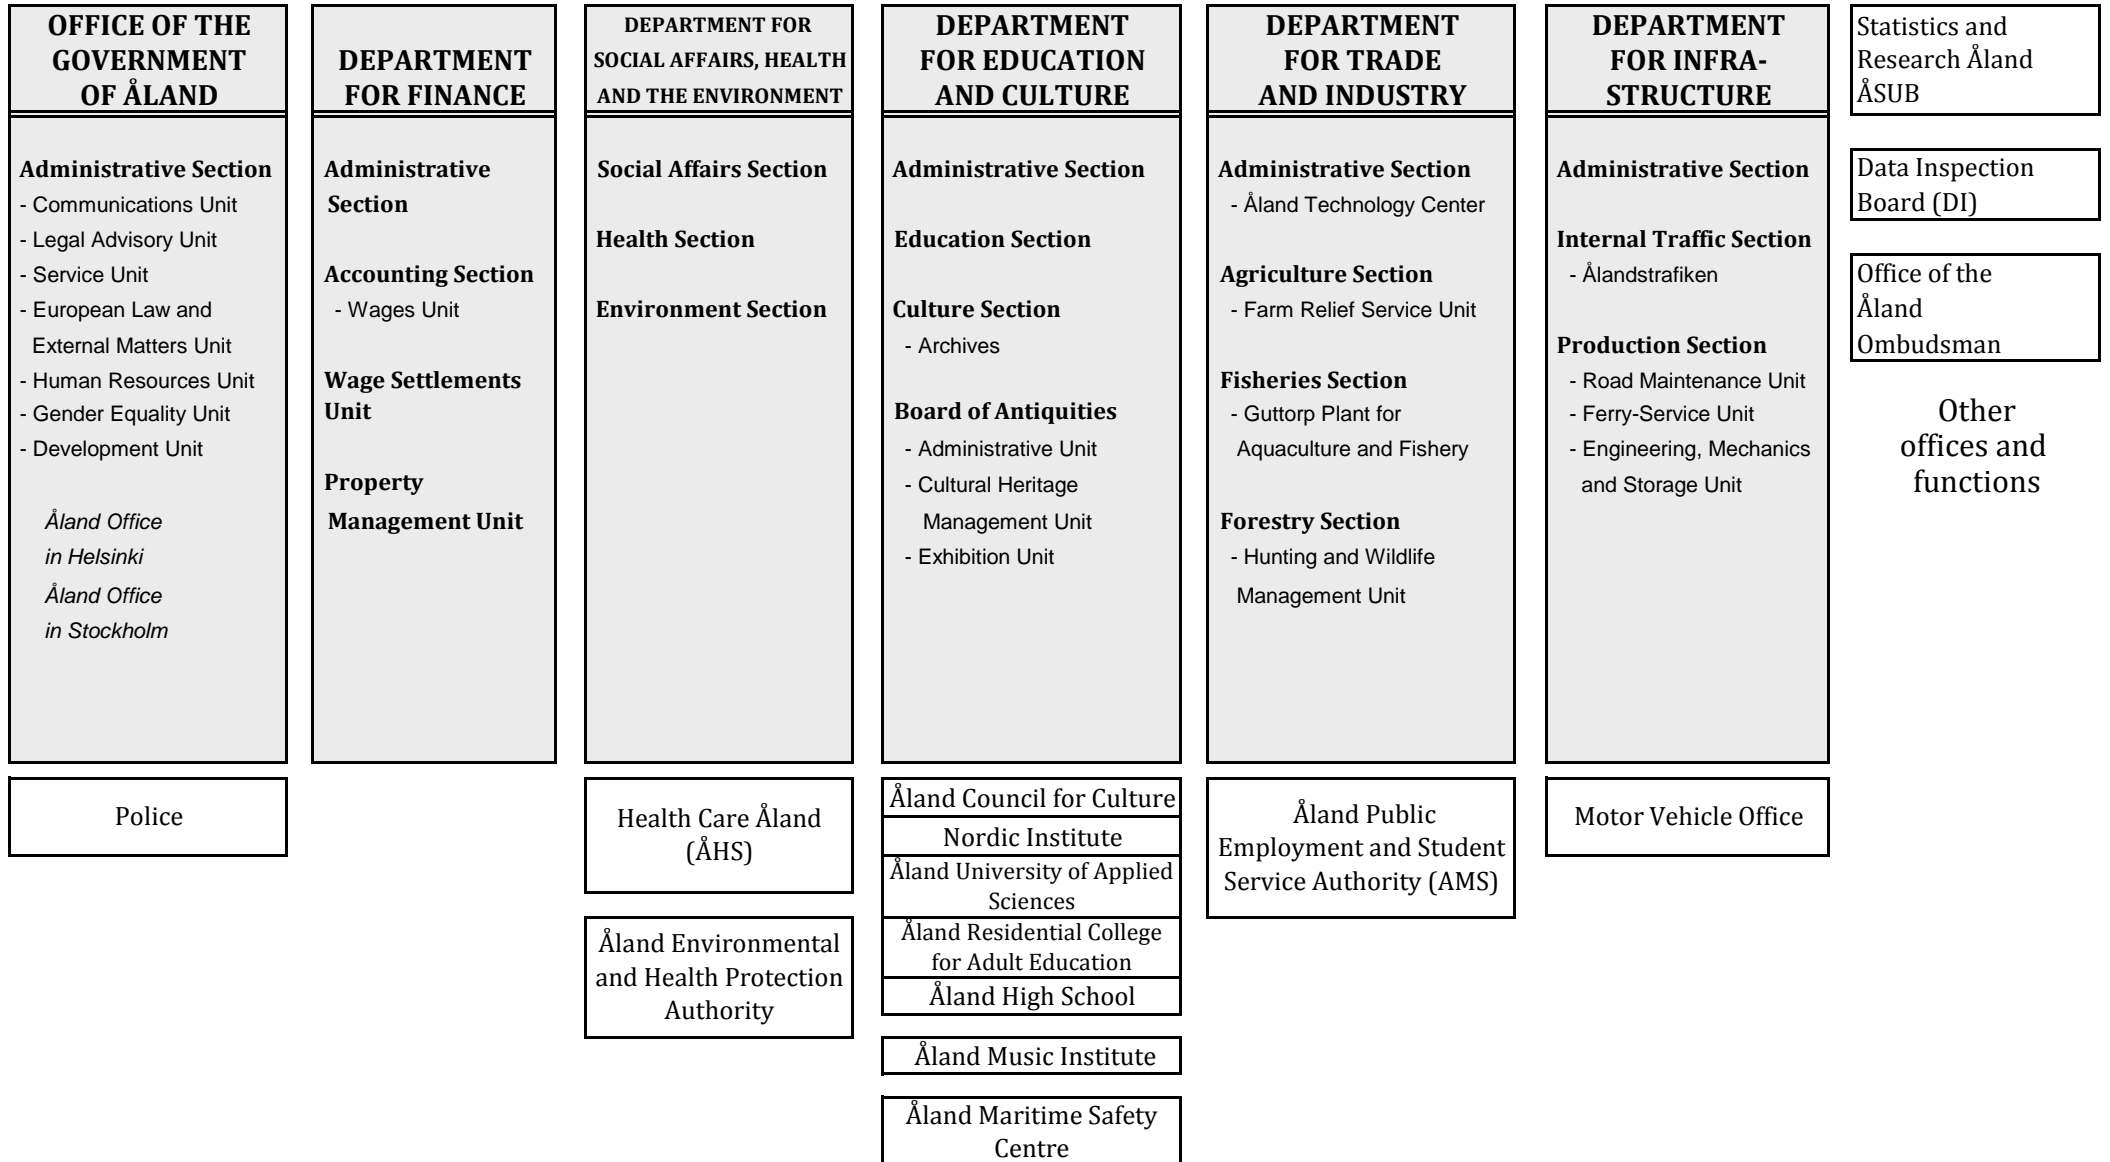 OFFICE OF THE
GOVERNMENT
OF ÅLAND
Administrative Section
- Communications Unit
- Legal Advisory Unit
- Service Unit
- European Law and
External Matters Unit
- Human Resources Unit
- Gender Equality Unit
- Development Unit
Åland Office
in Helsinki
Åland Office
in Stockholm
Police
DEPARTMENT
FOR FINANCE
Administrative
Section
Accounting Section
- Wages Unit
Wage Settlements
Unit
Property
Management Unit
DEPARTMENT FOR
SOCIAL AFFAIRS, HEALTH
AND THE ENVIRONMENT
Social Affairs Section
Health Section
Environment Section
Health Care Åland
(ÅHS)
Åland Environmental
and Health Protection
Authority
DEPARTMENT
FOR EDUCATION
AND CULTURE
Administrative Section
Education Section
Culture Section
- Archives
Board of Antiquities
- Administrative Unit
- Cultural Heritage
Management Unit
- Exhibition Unit
Åland Council for Culture
Nordic Institute
Åland University of Applied
Sciences
Åland Residential College
for Adult Education
Åland High School
Åland Music Institute
Åland Maritime Safety
Centre
DEPARTMENT
FOR TRADE
AND INDUSTRY
Administrative Section
- Åland Technology Center
Agriculture Section
- Farm Relief Service Unit
Fisheries Section
- Guttorp Plant for
Aquaculture and Fishery
Forestry Section
- Hunting and Wildlife
Management Unit
Åland Public
Employment and Student
Service Authority (AMS)
DEPARTMENT
FOR INFRA-
STRUCTURE
Administrative Section
Internal Traffic Section
- Ålandstrafiken
Production Section
- Road Maintenance Unit
- Ferry-Service Unit
- Engineering, Mechanics
and Storage Unit
Motor Vehicle Office
Statistics and
Research Åland
ÅSUB
Data Inspection
Board (DI)
Office of the
Åland
Ombudsman
Other
offices and
functions